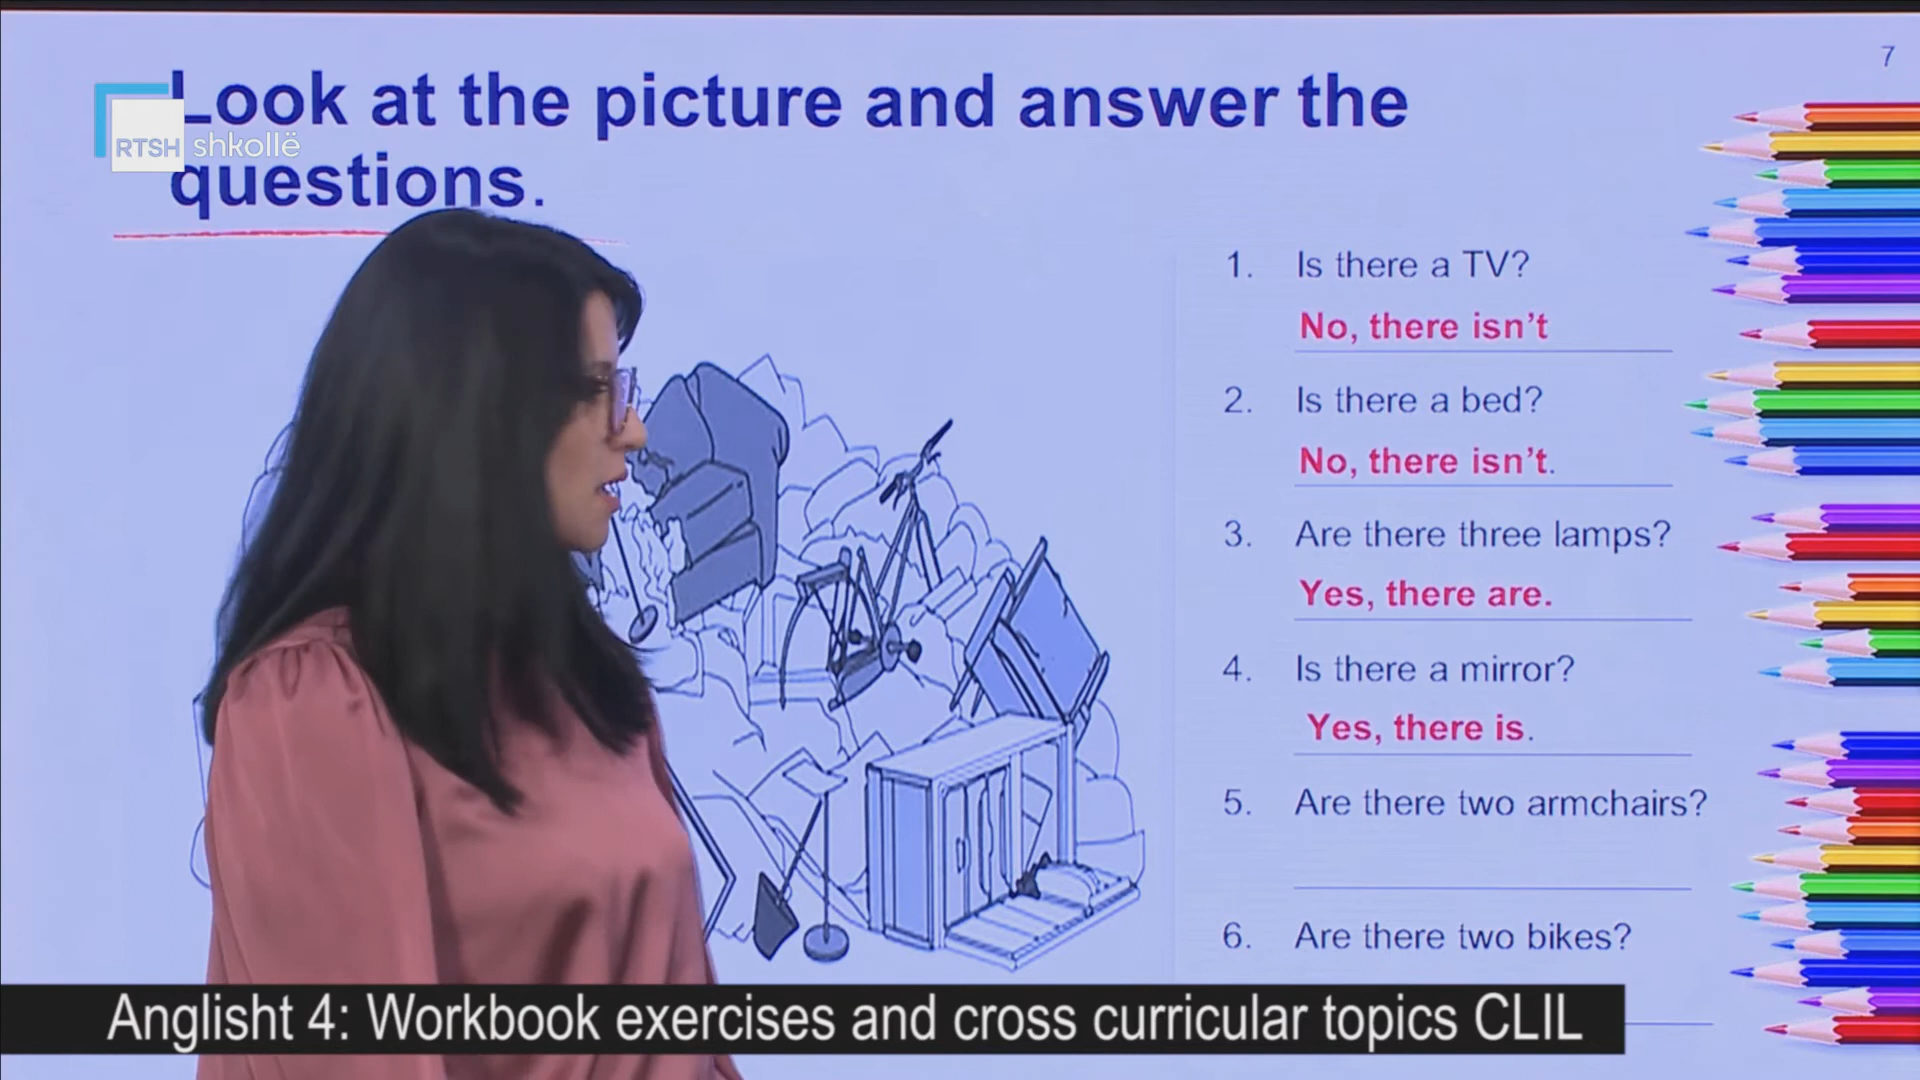 7
Look at the picture and answer the
questions.
RTSH shkollë
1. Is there a TV?
No, there isn't
2. Is there a bed?
No, there isn't.
3. Are there three lamps?
Yes, there are.
4. Is there a mirror?
Yes, there is.
5. Are there two armchairs?
6. Are there two bikes?
Anglisht 4: Workbook exercises and cross curricular topics CLIL